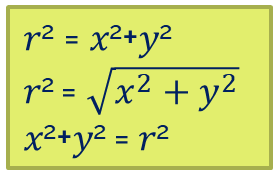 r² = x²+y²
r² = √(x² + y²)
x²+y² = r²